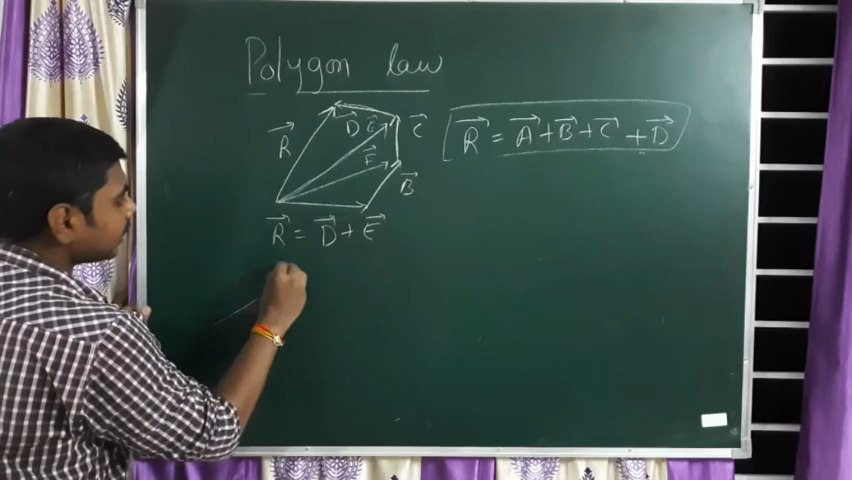 Polygon law
R⃗ = A⃗ + B⃗ + C⃗ + D⃗
D⃗ E⃗ C⃗
R⃗
F⃗
B⃗
R⃗ = D⃗ + E⃗